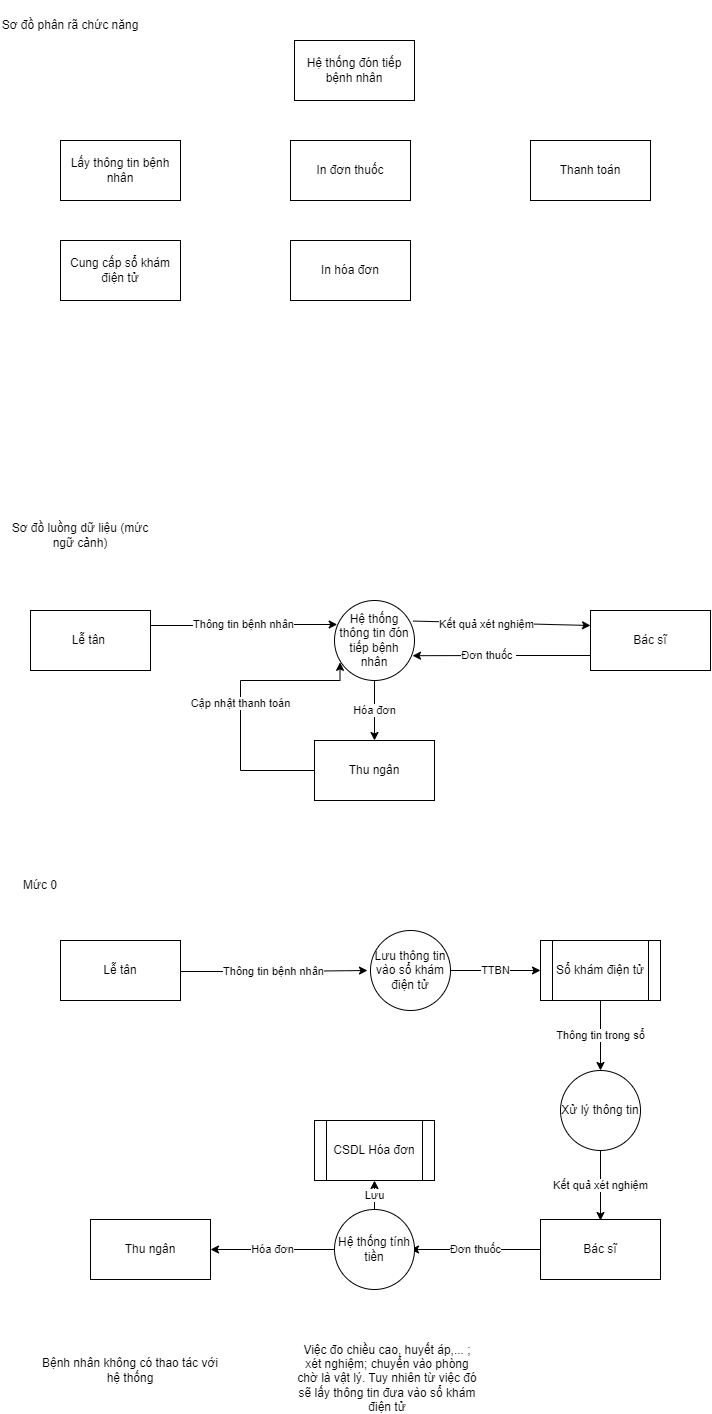 Sơ đồ phân rã chức năng
Hệ thống đón tiếp
bệnh nhân
Lấy thông tin bệnh
nhân
In đơn thuốc
Thanh toán
Cung cấp sổ khám
điện tử
In hóa đơn
Sơ đồ luồng dữ liệu (mức
ngữ cảnh)
Lễ tân
Thông tin bệnh nhân
Hệ thống
thông tin đón
tiếp bệnh
nhân
Kết quả xét nghiệm
Đơn thuốc
Bác sĩ
Cập nhật thanh toán
Hóa đơn
Thu ngân
Mức 0
Lễ tân
Thông tin bệnh nhân
Lưu thông tin
vào sổ khám
điện tử
TTBN
Sổ khám điện tử
Thông tin trong sổ
Xử lý thông tin
CSDL Hóa đơn
Kết quả xét nghiệm
Lưu
Thu ngân
Hóa đơn
Hệ thống tính
tiền
Đơn thuốc
Bác sĩ
Bệnh nhân không có thao tác với
hệ thống
Việc đo chiều cao, huyết áp,... ;
xét nghiệm; chuyển vào phòng
chờ là vật lý. Tuy nhiên từ việc đó
sẽ lấy thông tin đưa vào sổ khám
điện tử